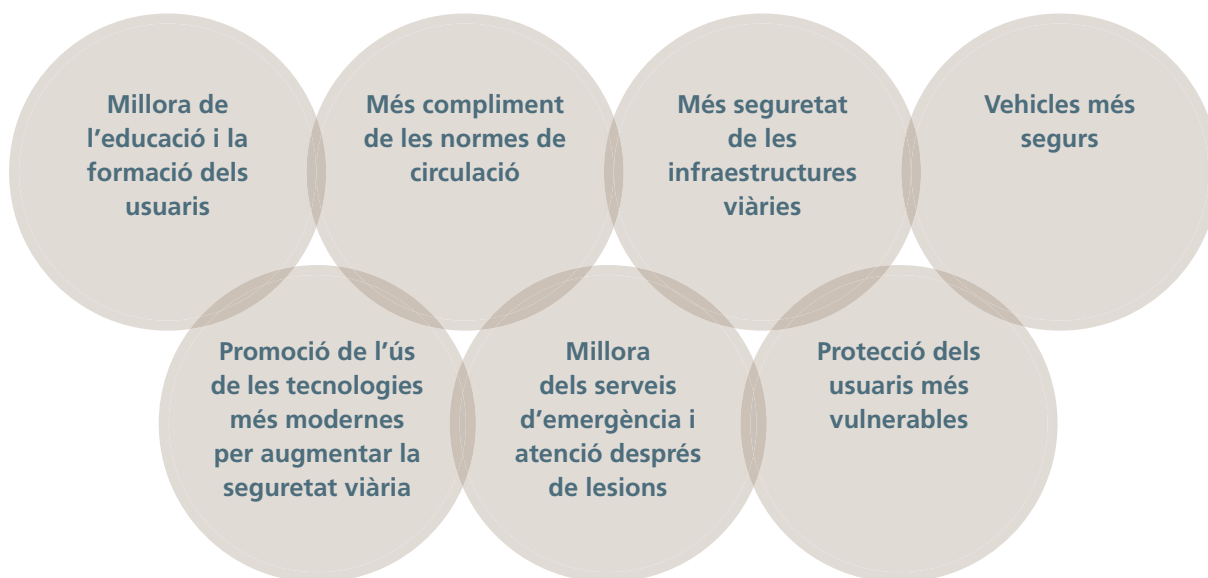 Millora de
l’educació i la
formació dels
usuaris
Més compliment
de les normes de
circulació
Més seguretat
de les
infraestructures
viàries
Vehicles més
segurs
Promoció de l’ús
de les tecnologies
més modernes
per augmentar la
seguretat viària
Millora
dels serveis
d’emergència i
atenció després
de lesions
Protecció dels
usuaris més
vulnerables